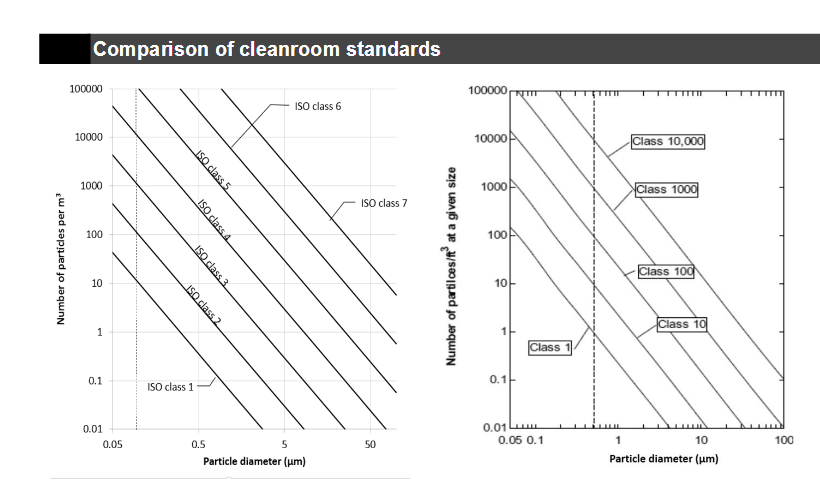 Comparison of cleanroom standards
100000
10000
1000
100
10
1
0.1
0.01
0.05
0.5
5
50
Number of particles per m³
Particle diameter (µm)
ISO class 6
ISO class 7
ISO class 5
ISO class 4
ISO class 3
ISO class 2
ISO class 1
100000
10000
1000
100
10
1
0.1
0.01
0.05 0.1
1
10
100
Number of partilces/ft³ at a given size
Particle diameter (µm)
Class 10,000
Class 1000
Class 100
Class 10
Class 1